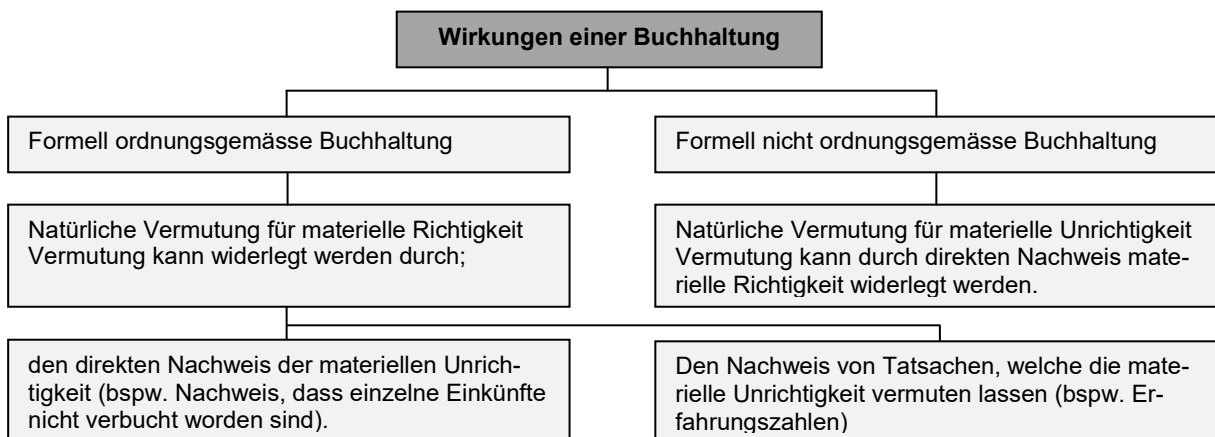 Wirkungen einer Buchhaltung
Formell ordnungsgemässe Buchhaltung
Formell nicht ordnungsgemässe Buchhaltung
Natürliche Vermutung für materielle Richtigkeit
Vermutung kann widerlegt werden durch;
Natürliche Vermutung für materielle Unrichtigkeit
Vermutung kann durch direkten Nachweis mate-
rielle Richtigkeit widerlegt werden.
den direkten Nachweis der materiellen Unrich-
tigkeit (bspw. Nachweis, dass einzelne Einkünfte
nicht verbucht worden sind).
Den Nachweis von Tatsachen, welche die mate-
rielle Unrichtigkeit vermuten lassen (bspw. Er-
fahrungszahlen)